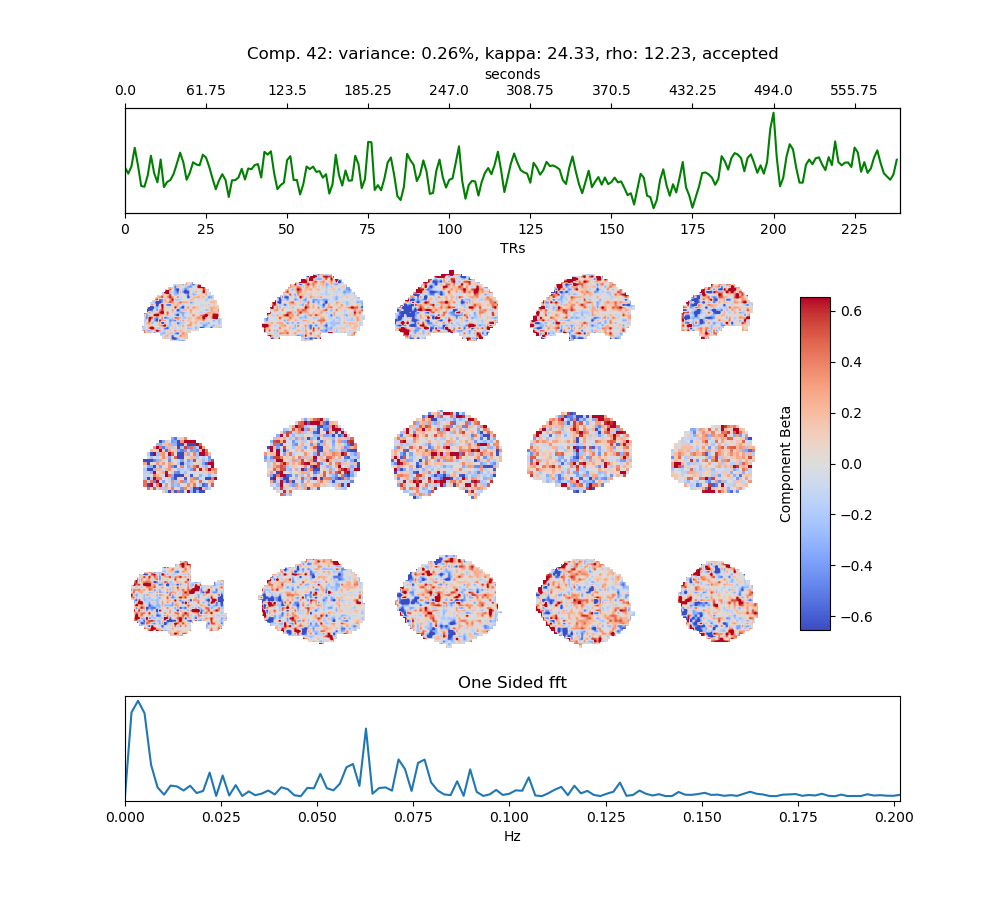 Comp. 42: variance: 0.26%, kappa: 24.33, rho: 12.23, accepted
seconds
0.0 61.75 123.5 185.25 247.0 308.75 370.5 432.25 494.0 555.75
0 25 50 75 100 125 150 175 200 225
TRs
0.6
0.4
0.2
0.0
−0.2
−0.4
−0.6
Component Beta
One Sided fft
0.000 0.025 0.050 0.075 0.100 0.125 0.150 0.175 0.200
Hz